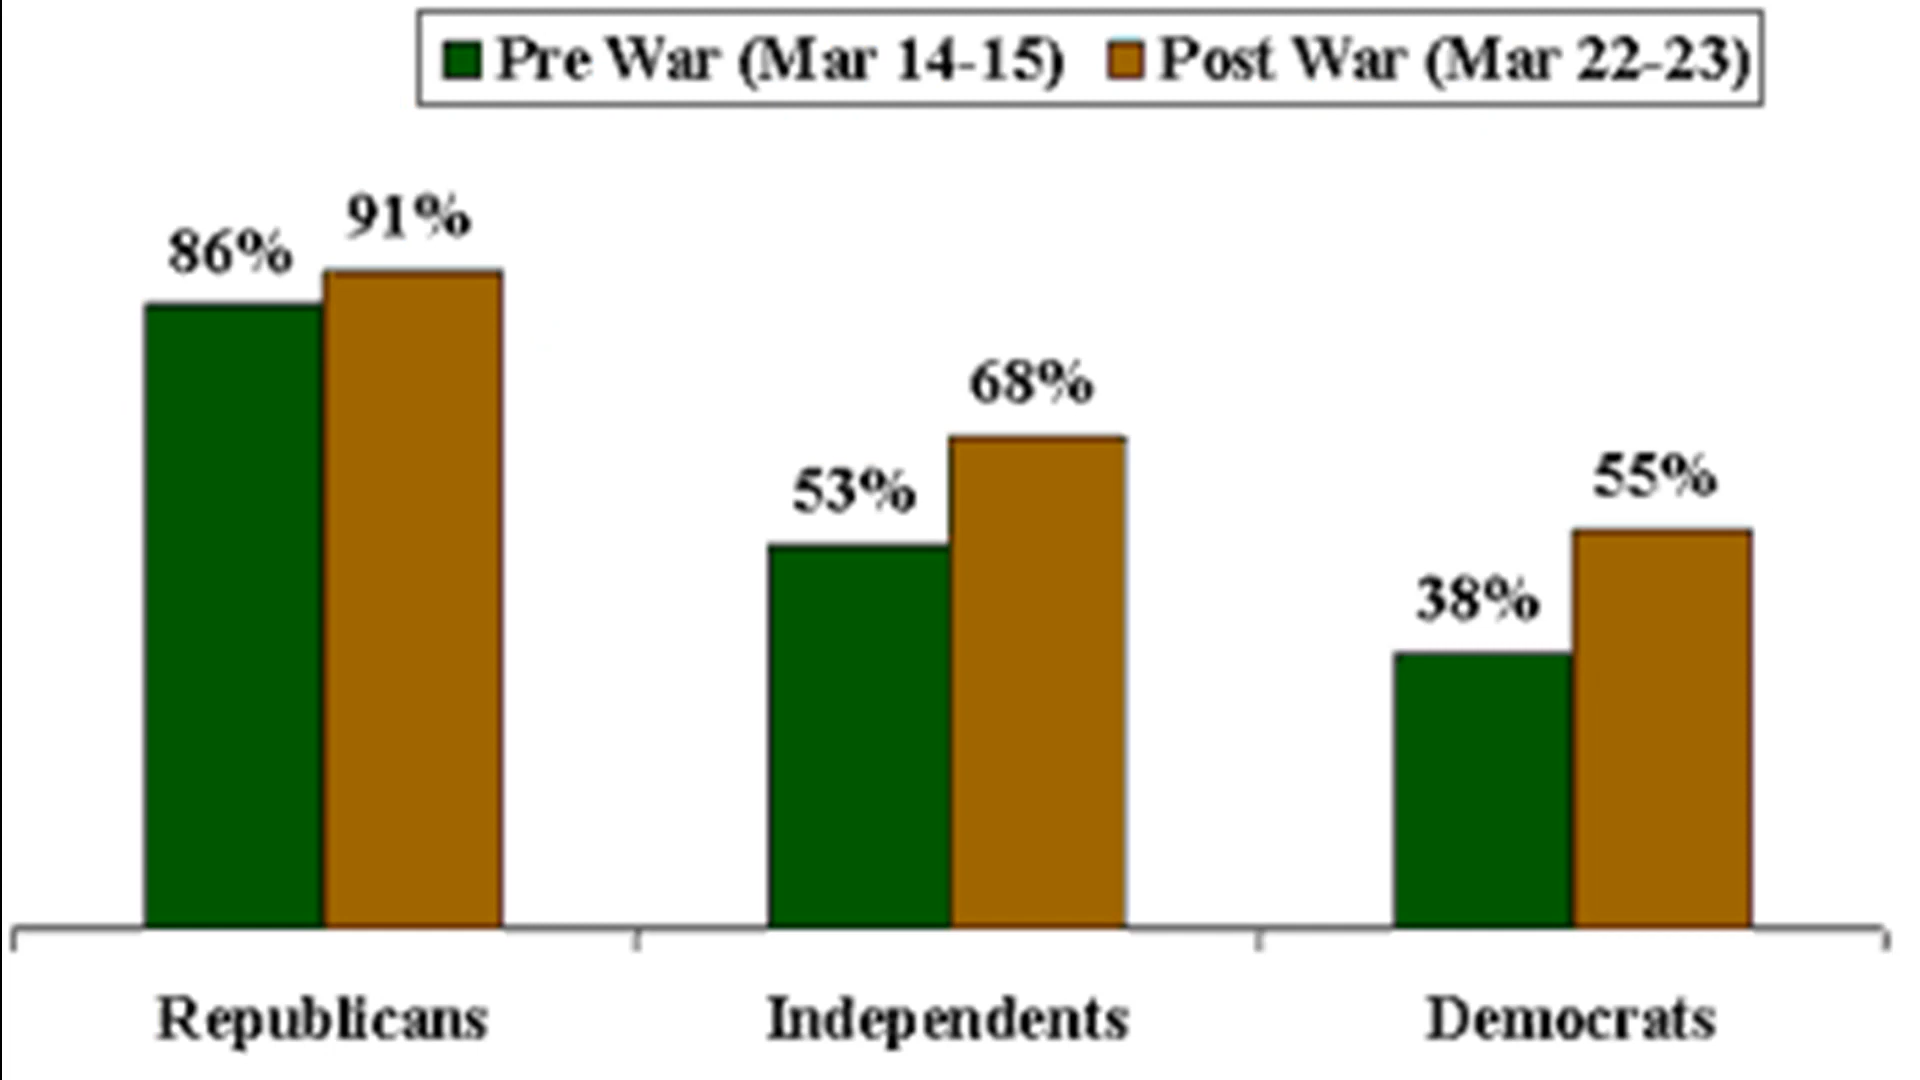 Pre War (Mar 14-15) Post War (Mar 22-23)
86% 91%
53% 68%
38% 55%
Republicans Independents Democrats